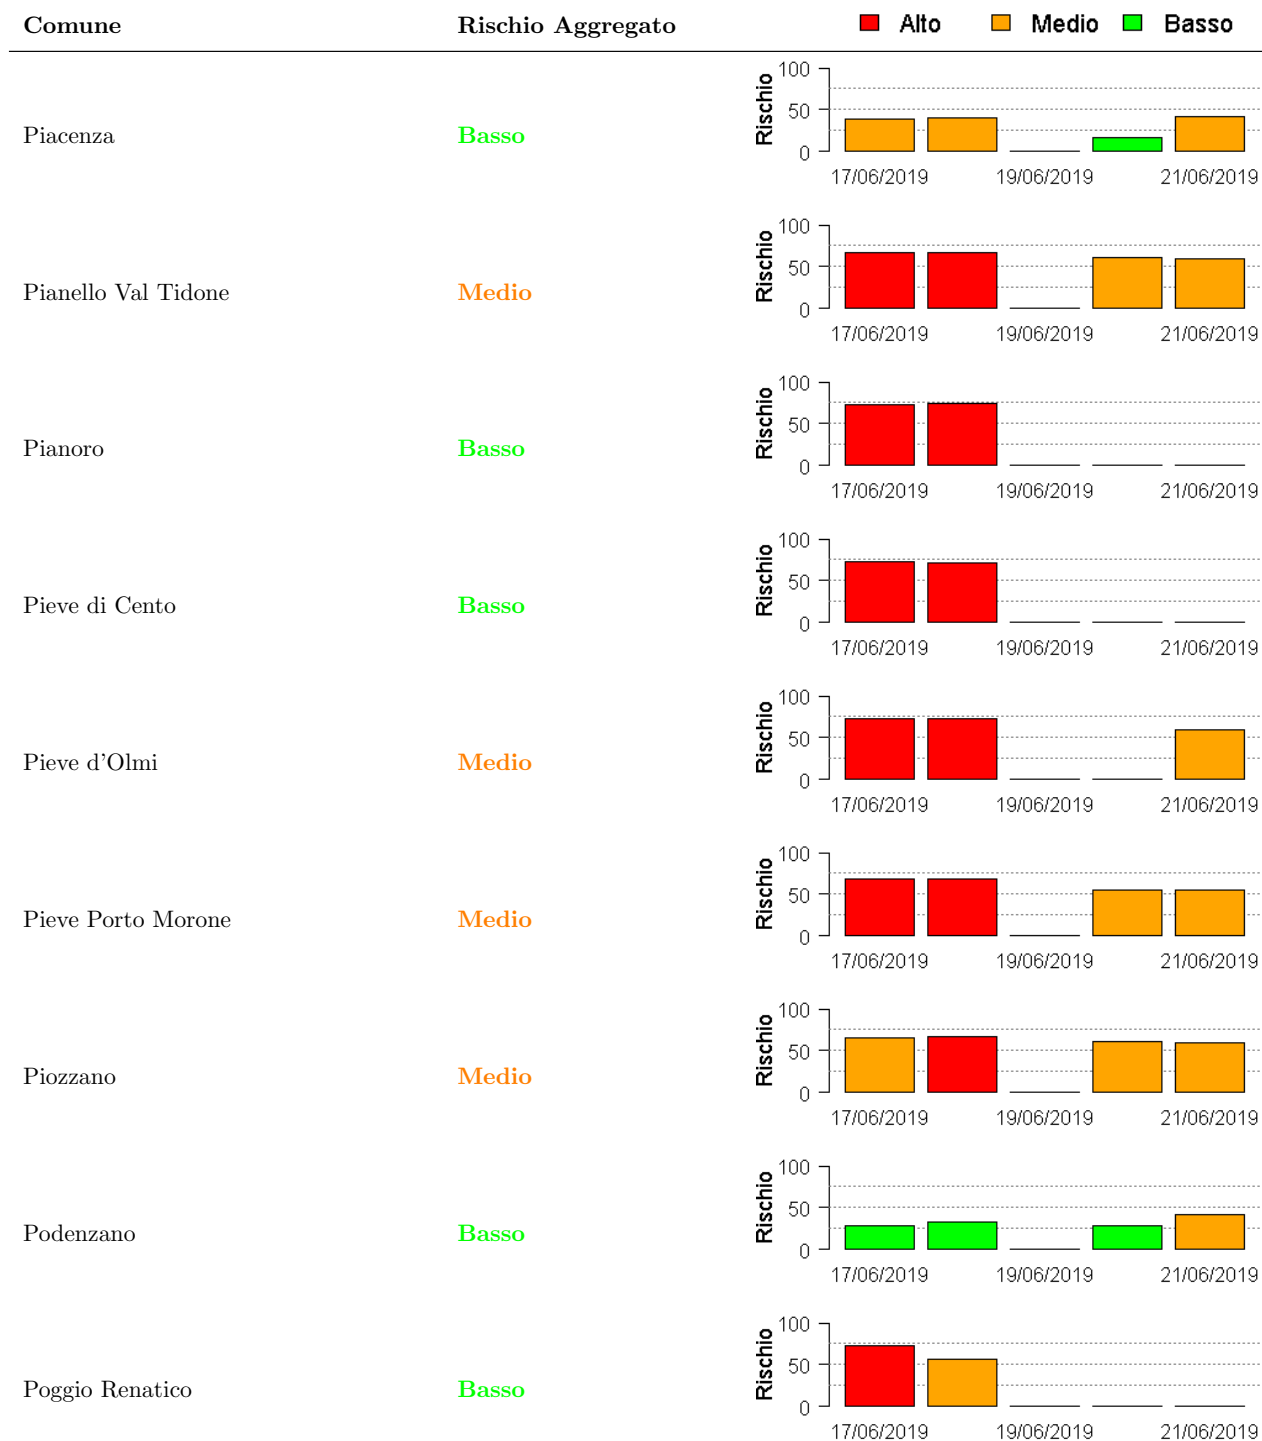 Comune Rischio Aggregato Alto Medio Basso
Piacenza Basso
Rischio
100
50
0
17/06/2019 19/06/2019 21/06/2019
Pianello Val Tidone Medio
Rischio
100
50
0
17/06/2019 19/06/2019 21/06/2019
Pianoro Basso
Rischio
100
50
0
17/06/2019 19/06/2019 21/06/2019
Pieve di Cento Basso
Rischio
100
50
0
17/06/2019 19/06/2019 21/06/2019
Pieve d'Olmi Medio
Rischio
100
50
0
17/06/2019 19/06/2019 21/06/2019
Pieve Porto Morone Medio
Rischio
100
50
0
17/06/2019 19/06/2019 21/06/2019
Piozzano Medio
Rischio
100
50
0
17/06/2019 19/06/2019 21/06/2019
Podenzano Basso
Rischio
100
50
0
17/06/2019 19/06/2019 21/06/2019
Poggio Renatico Basso
Rischio
100
50
0
17/06/2019 19/06/2019 21/06/2019